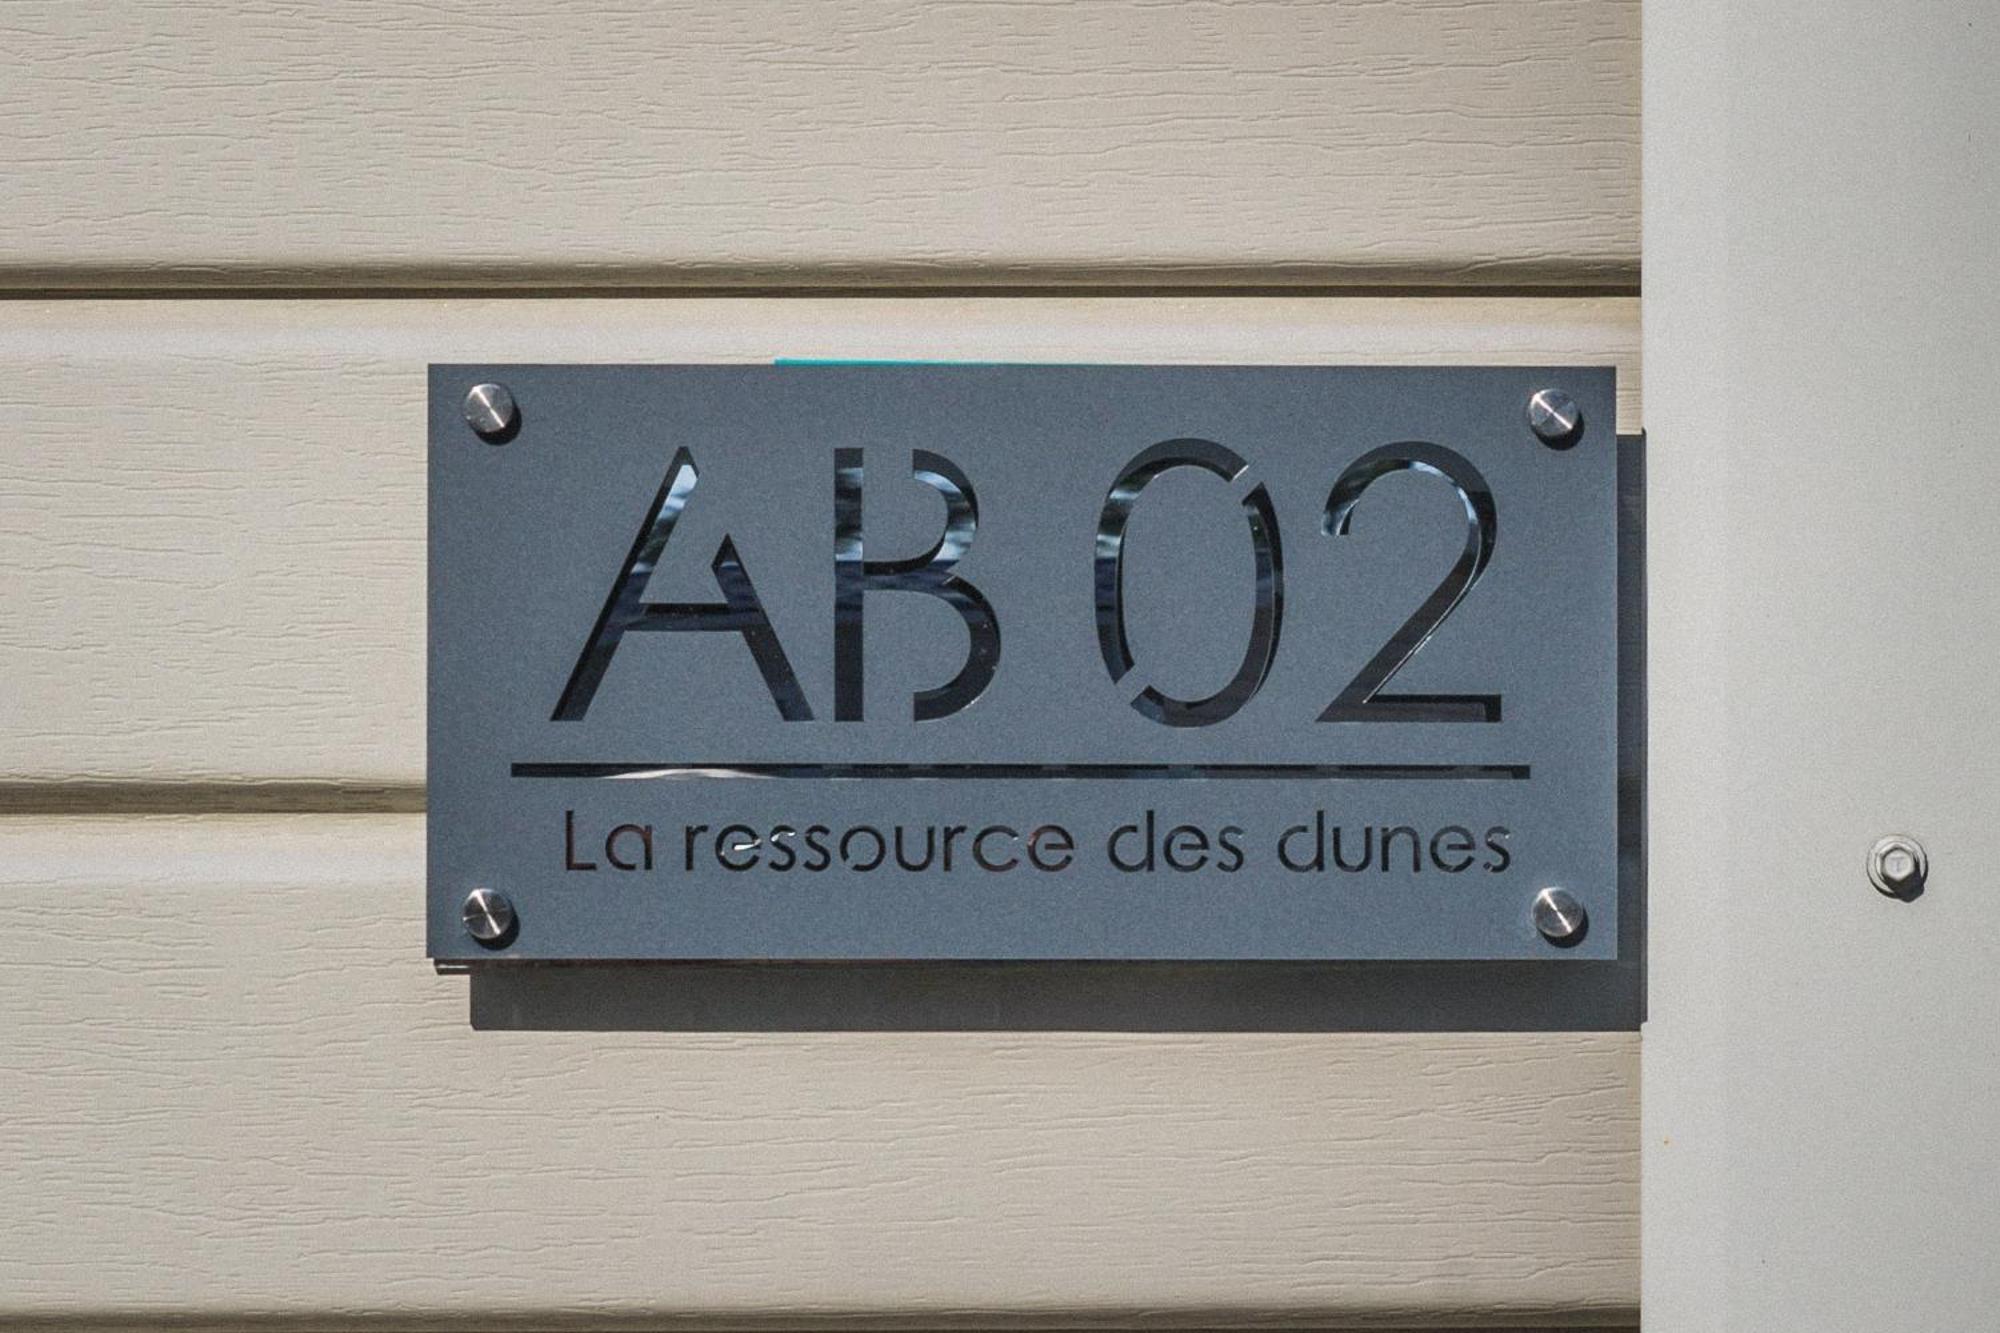 AB 02
La ressource des dunes